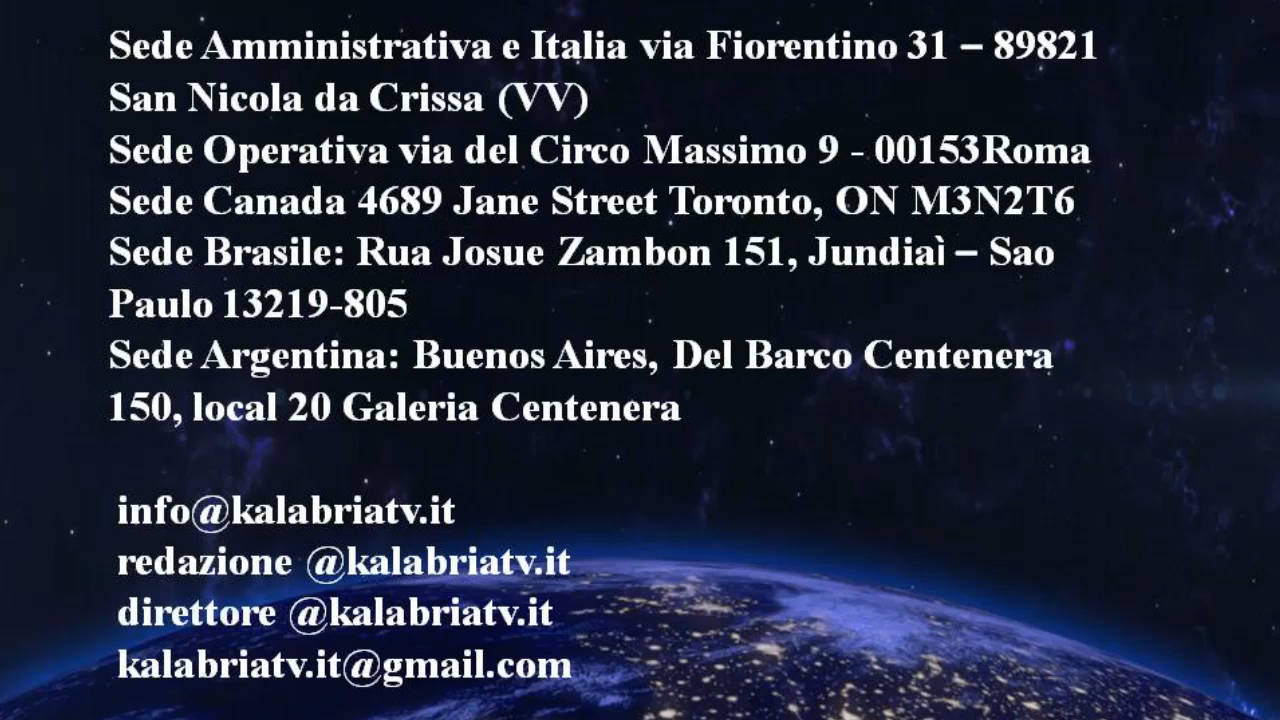 Sede Amministrativa e Italia via Fiorentino 31 – 89821
San Nicola da Crissa (VV)
Sede Operativa via del Circo Massimo 9 - 00153Roma
Sede Canada 4689 Jane Street Toronto, ON M3N2T6
Sede Brasile: Rua Josue Zambon 151, Jundiaì – Sao
Paulo 13219-805
Sede Argentina: Buenos Aires, Del Barco Centenera
150, local 20 Galeria Centenera
info@kalabriatv.it
redazione @kalabriatv.it
direttore @kalabriatv.it
kalabriatv.it@gmail.com